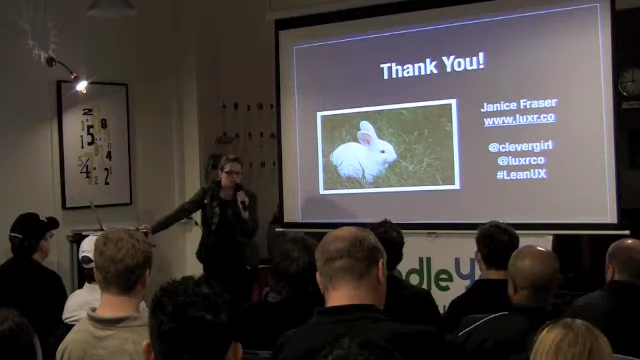 Thank You!
Janice Fraser
www.luxr.co
@clevergirl
@luxrco
#LeanUX